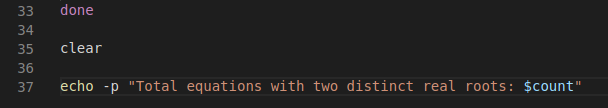 33 done
34
35 clear
36
37 echo -p "Total equations with two distinct real roots: $count"